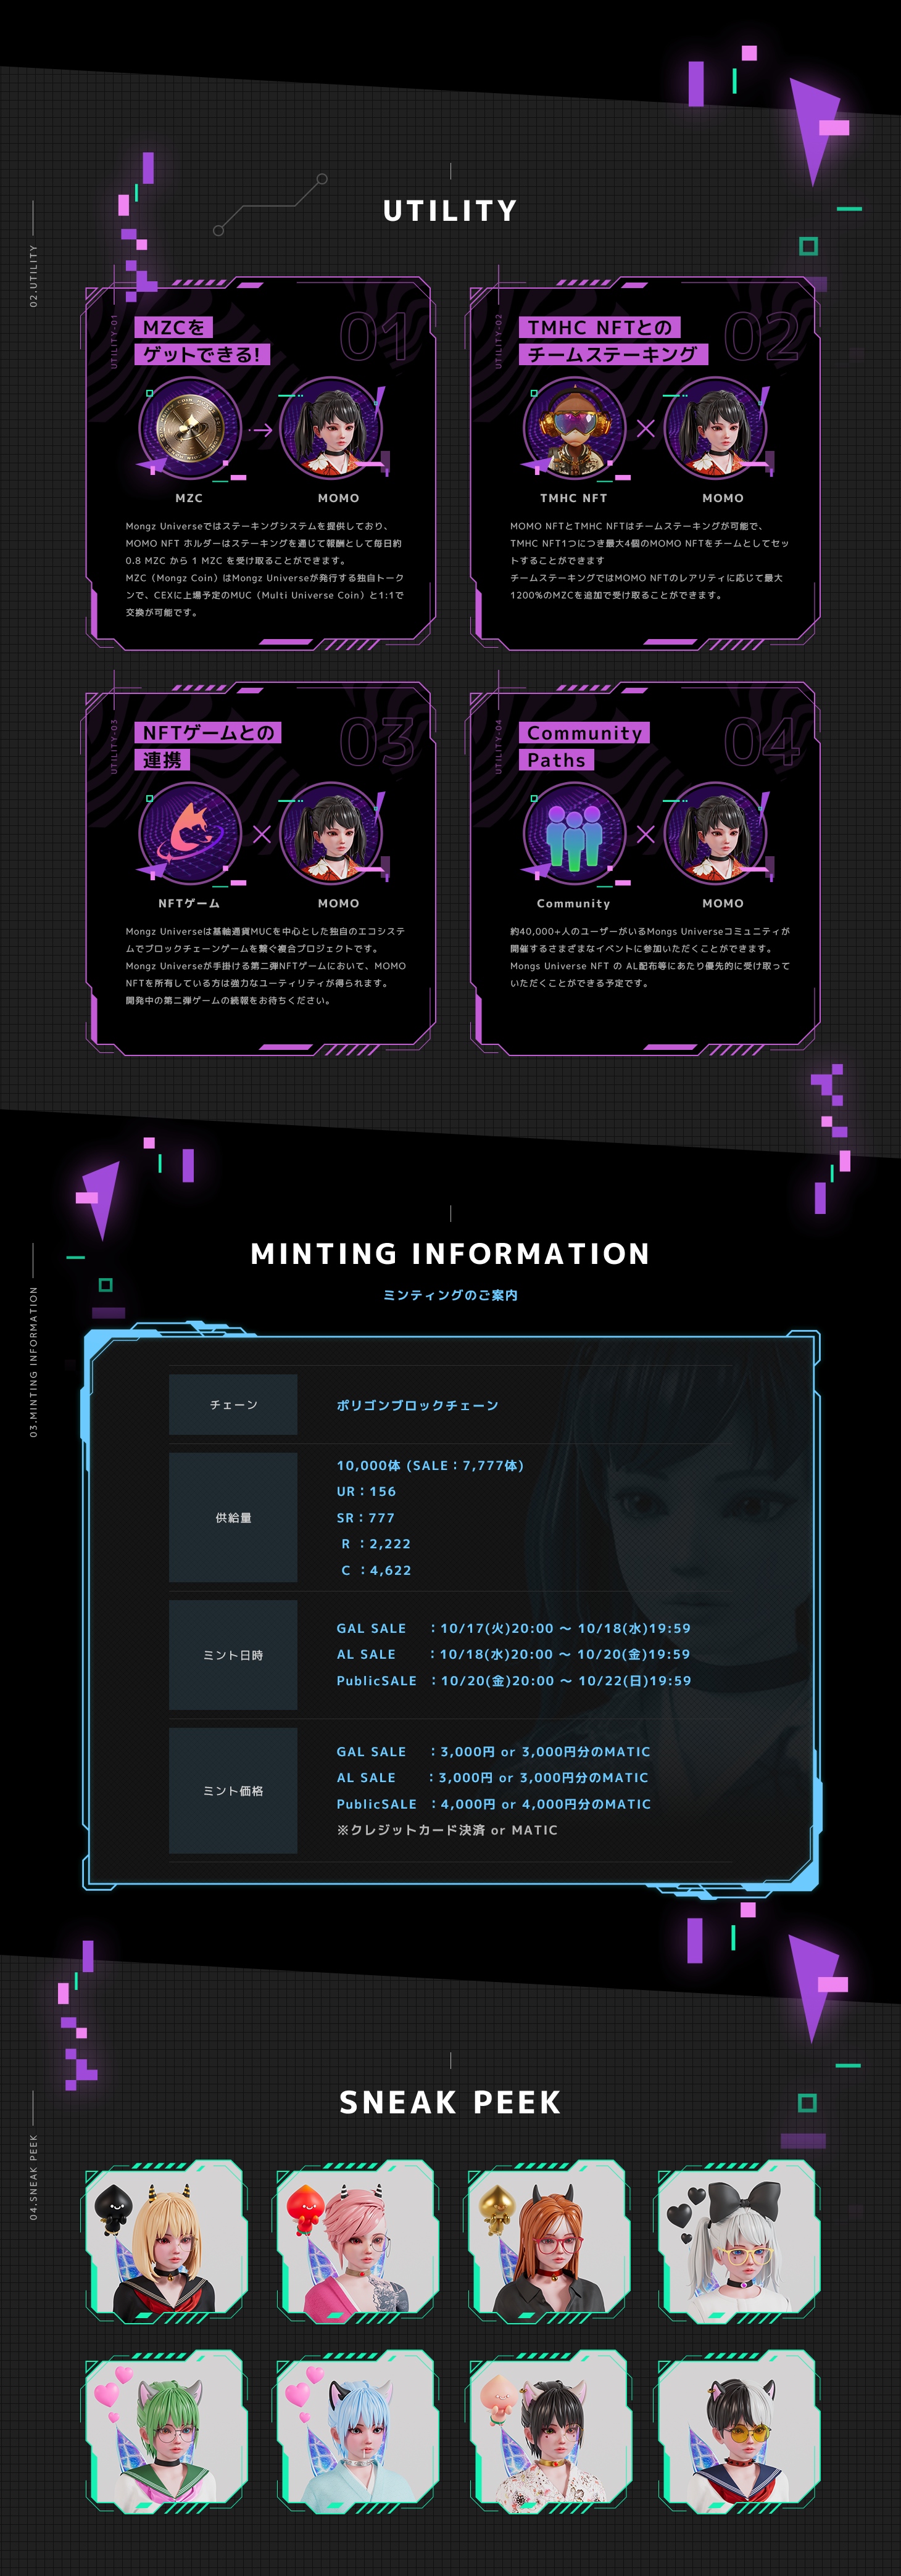 UTILITY
02.UTILITY
UTILITY-01
MZCを
ゲットできる!
01
MZC
MOMO
Mongz Universeではステーキングシステムを提供しており、
MOMO NFT ホルダーはステーキングを通じて報酬として毎日約
0.8 MZC から 1 MZC を受け取ることができます。
MZC（Mongz Coin）はMongz Universeが発行する独自トーク
ンで、CEXに上場予定のMUC（Multi Universe Coin）と1:1で
交換が可能です。
UTILITY-02
TMHC NFTとの
チームステーキング
02
TMHC NFT
MOMO
MOMO NFTとTMHC NFTはチームステーキングが可能で、
TMHC NFT1つにつき最大4個のMOMO NFTをチームとしてセッ
トすることができます
チームステーキングではMOMO NFTのレアリティに応じて最大
1200%のMZCを追加で受け取ることができます。
UTILITY-03
NFTゲームとの
連携
03
NFTゲーム
MOMO
Mongz Universeは基軸通貨MUCを中心とした独自のエコシステ
ムでブロックチェーンゲームを繋ぐ複合プロジェクトです。
Mongz Universeが手掛ける第二弾NFTゲームにおいて、MOMO
NFTを所有している方は強力なユーティリティが得られます。
開発中の第二弾ゲームの続報をお待ちください。
UTILITY-04
Community
Paths
04
Community
MOMO
約40,000+人のユーザーがいるMongs Universeコミュニティが
開催するさまざまなイベントに参加いただくことができます。
Mongs Universe NFT の AL配布等にあたり優先的に受け取って
いただくことができる予定です。
MINTING INFORMATION
ミンティングのご案内
03.MINTING INFORMATION
チェーン
ポリゴンブロックチェーン
供給量
10,000体 (SALE：7,777体)
UR：156
SR：777
R ：2,222
C ：4,622
ミント日時
GAL SALE ：10/17(火)20:00 〜 10/18(水)19:59
AL SALE ：10/18(水)20:00 〜 10/20(金)19:59
PublicSALE ：10/20(金)20:00 〜 10/22(日)19:59
ミント価格
GAL SALE ：3,000円 or 3,000円分のMATIC
AL SALE ：3,000円 or 3,000円分のMATIC
PublicSALE ：4,000円 or 4,000円分のMATIC
※クレジットカード決済 or MATIC
SNEAK PEEK
04.SNEAK PEEK